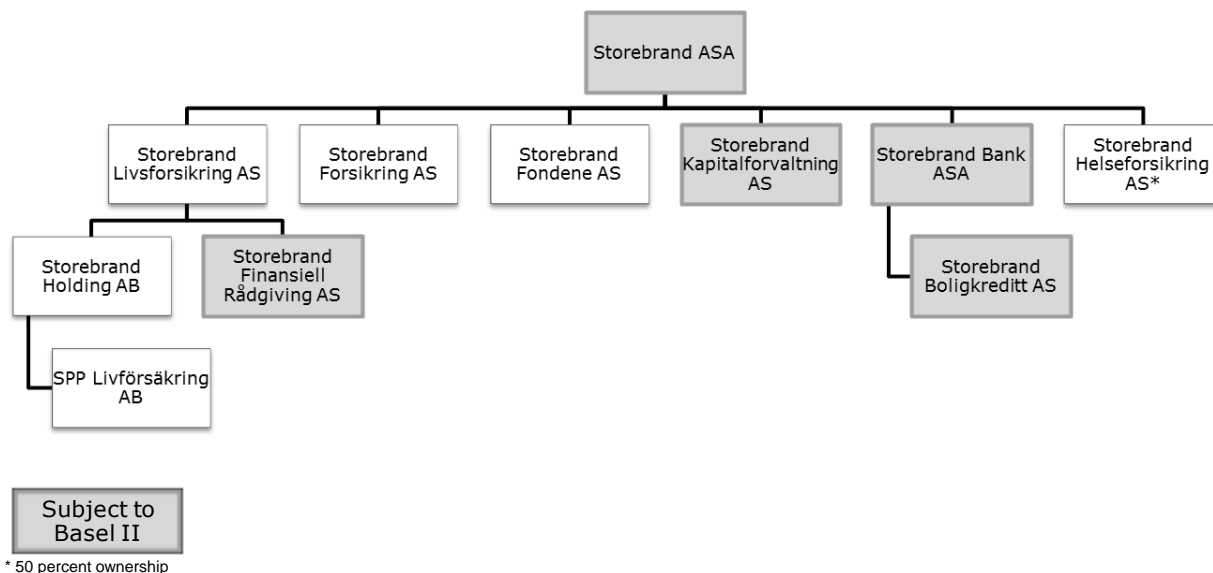 Storebrand ASA
Storebrand
Livsforsikring AS
Storebrand
Forsikring AS
Storebrand
Fondene AS
Storebrand
Kapitalforvaltning
AS
Storebrand Bank
ASA
Storebrand
Helseforsikring
AS*
Storebrand
Holding AB
Storebrand
Finansiell
Rådgiving AS
Storebrand
Boligkreditt AS
SPP Livförsäkring
AB
Subject to
Basel II
* 50 percent ownership